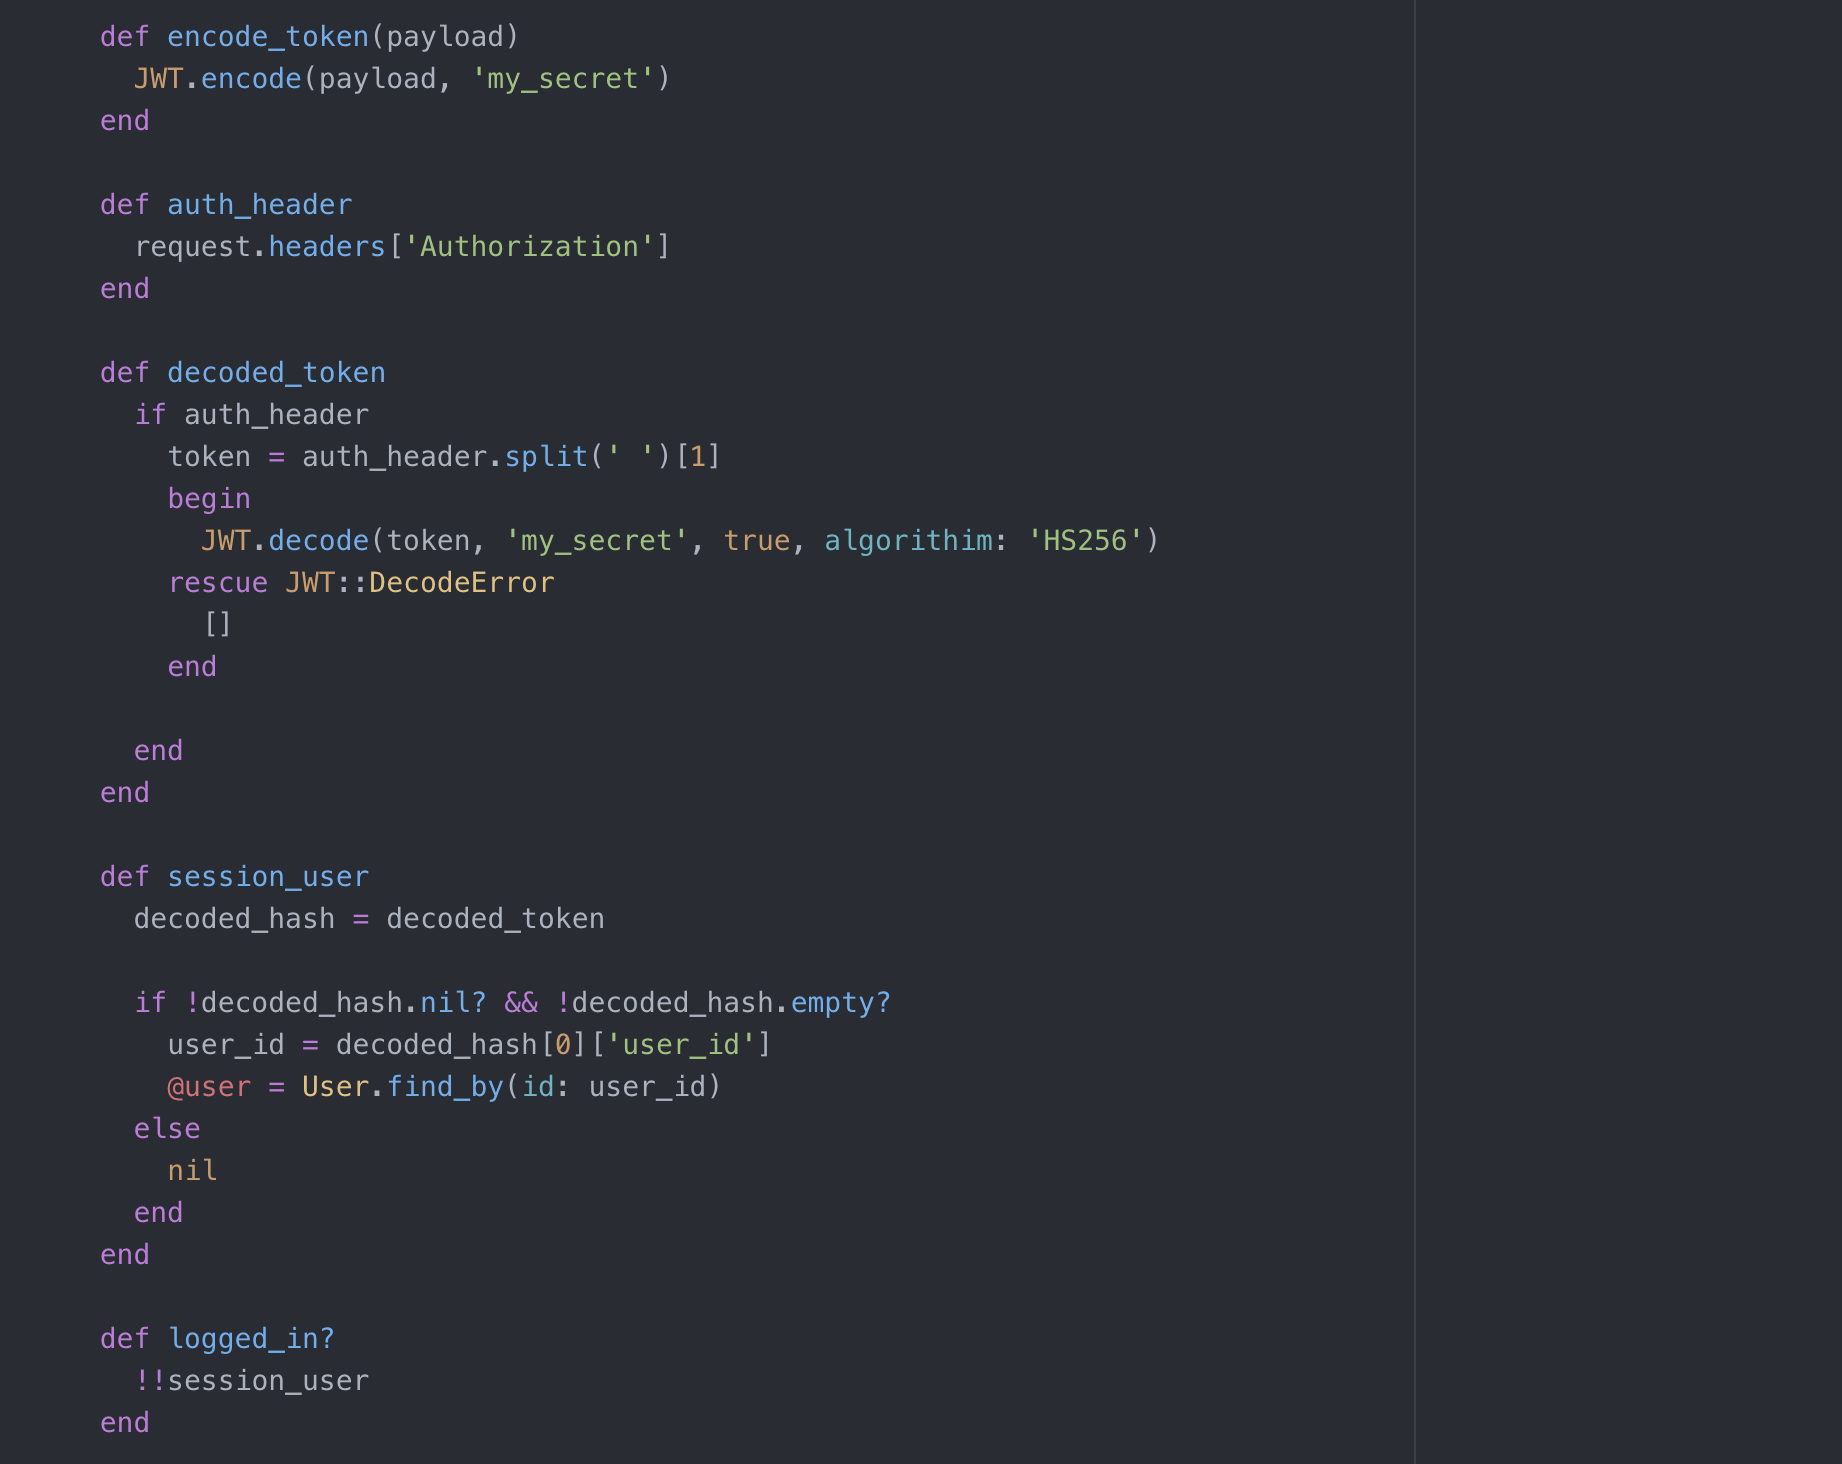 def encode_token(payload)
  JWT.encode(payload, 'my_secret')
end
def auth_header
  request.headers['Authorization']
end
def decoded_token
  if auth_header
    token = auth_header.split(' ')[1]
    begin
      JWT.decode(token, 'my_secret', true, algorithim: 'HS256')
    rescue JWT::DecodeError
      []
    end
  end
end
def session_user
  decoded_hash = decoded_token
  if !decoded_hash.nil? && !decoded_hash.empty?
    user_id = decoded_hash[0]['user_id']
    @user = User.find_by(id: user_id)
  else
    nil
  end
end
def logged_in?
  !!session_user
end